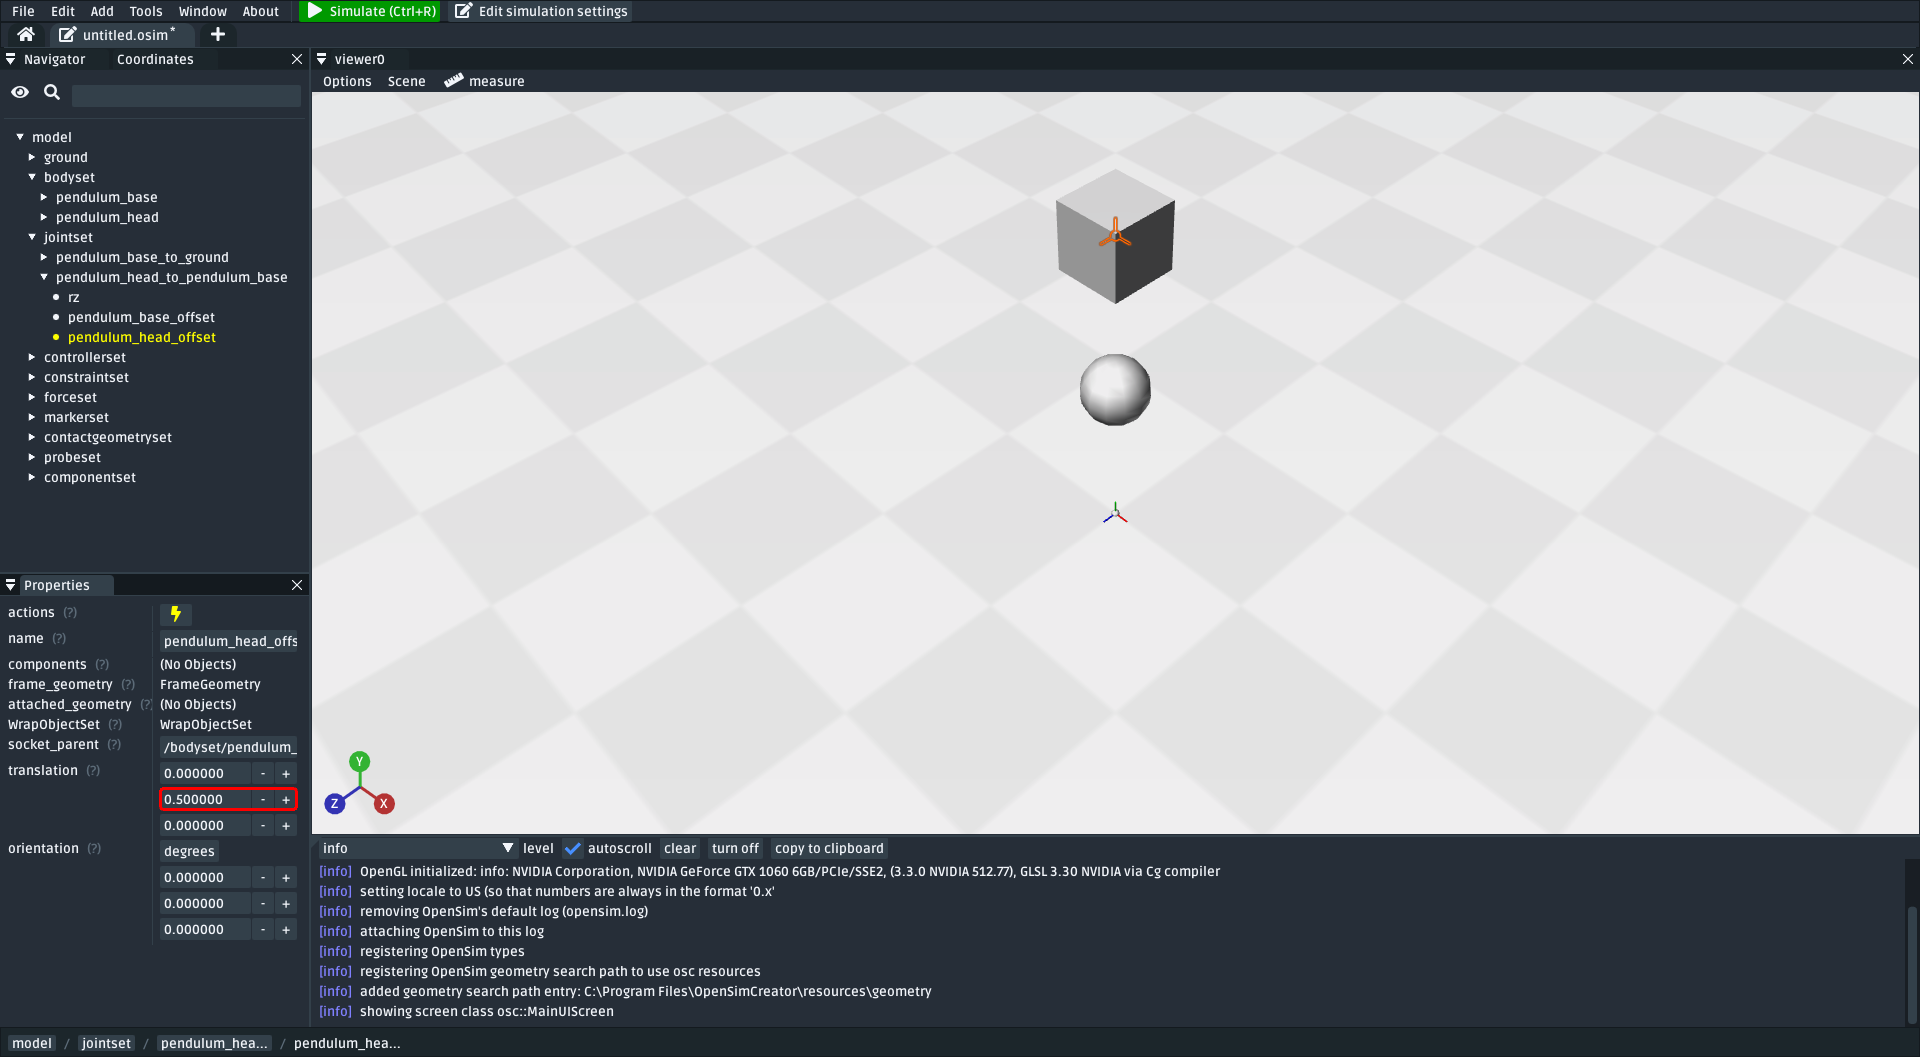 File Edit Add Tools Window About Simulate (Ctrl+R) Edit simulation settings
untitled.osim*
Navigator Coordinates
viewer0
Options Scene measure
model
ground
bodyset
pendulum_base
pendulum_head
jointset
pendulum_base_to_ground
pendulum_head_to_pendulum_base
rz
pendulum_base_offset
pendulum_head_offset
controllerset
constraintset
forceset
markerset
contactgeometryset
probeset
componentset
Properties
actions (?)
name (?) pendulum_head_offs
components (?) (No Objects)
frame_geometry (?) FrameGeometry
attached_geometry (?) (No Objects)
WrapObjectSet (?) WrapObjectSet
socket_parent (?) /bodyset/pendulum_
translation (?) 0.000000 - +
0.500000 - +
0.000000 - +
orientation (?) degrees
0.000000 - +
0.000000 - +
0.000000 - +
Y
Z X
info level autoscroll clear turn off copy to clipboard
[info] OpenGL initialized: info: NVIDIA Corporation, NVIDIA GeForce GTX 1060 6GB/PCIe/SSE2, (3.3.0 NVIDIA 512.77), GLSL 3.30 NVIDIA via Cg compiler
[info] setting locale to US (so that numbers are always in the format '0.x'
[info] removing OpenSim's default log (opensim.log)
[info] attaching OpenSim to this log
[info] registering OpenSim types
[info] registering OpenSim geometry search path to use osc resources
[info] added geometry search path entry: C:\Program Files\OpenSimCreator\resources\geometry
[info] showing screen class osc::MainUIScreen
model / jointset / pendulum_hea... / pendulum_hea...